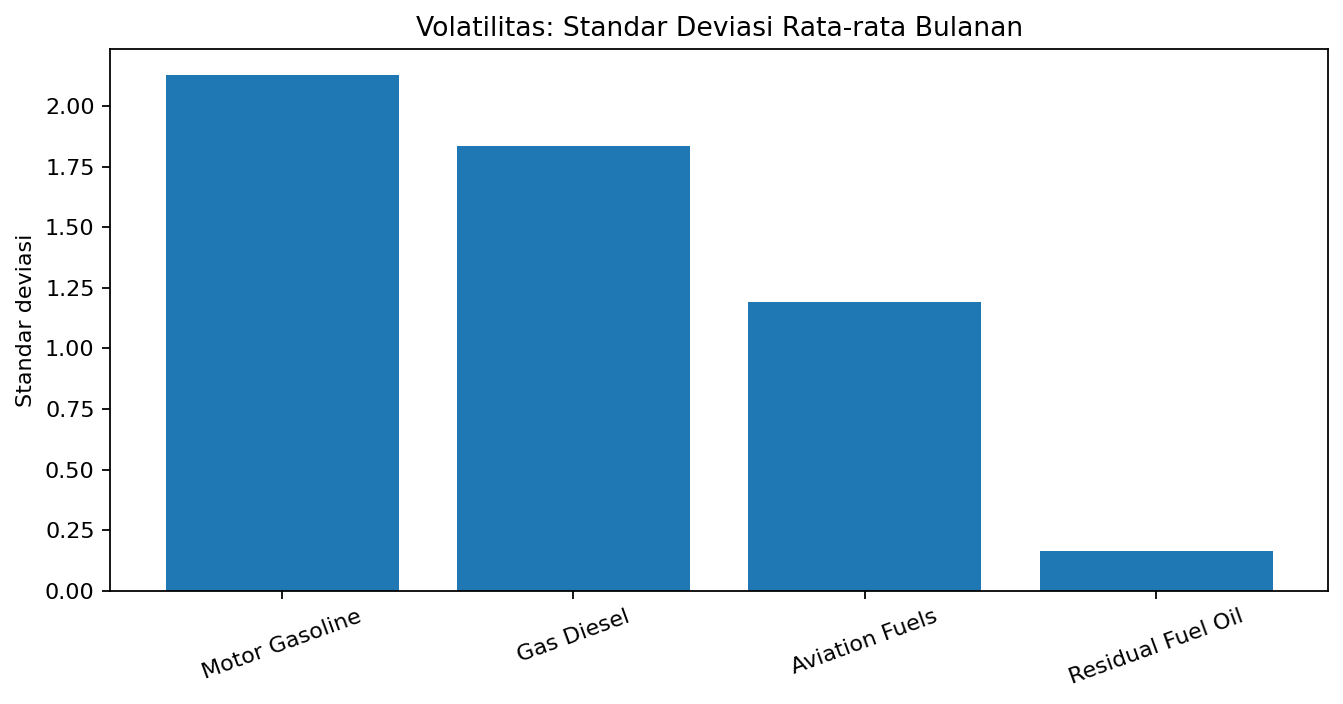 Volatilitas: Standar Deviasi Rata-rata Bulanan
Standar deviasi
2.00
1.75
1.50
1.25
1.00
0.75
0.50
0.25
0.00
Motor Gasoline
Gas Diesel
Aviation Fuels
Residual Fuel Oil